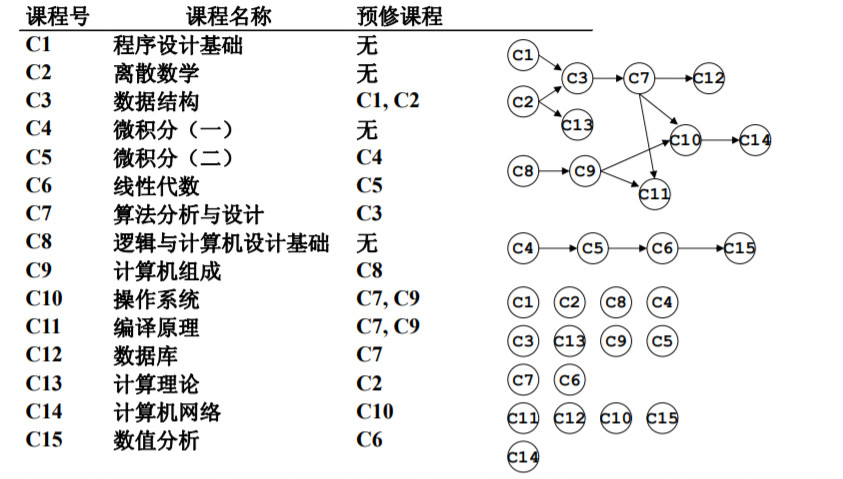 课程号 课程名称 预修课程
C1 程序设计基础 无
C2 离散数学 无
C3 数据结构 C1, C2
C4 微积分（一） 无
C5 微积分（二） C4
C6 线性代数 C5
C7 算法分析与设计 C3
C8 逻辑与计算机设计基础 无
C9 计算机组成 C8
C10 操作系统 C7, C9
C11 编译原理 C7, C9
C12 数据库 C7
C13 计算理论 C2
C14 计算机网络 C10
C15 数值分析 C6
C1
C3 C7 C12
C2
C13
C10 C14
C8 C9
C11
C4 C5 C6 C15
C1 C2 C8 C4
C3 C13 C9 C5
C7 C6
C11 C12 C10 C15
C14